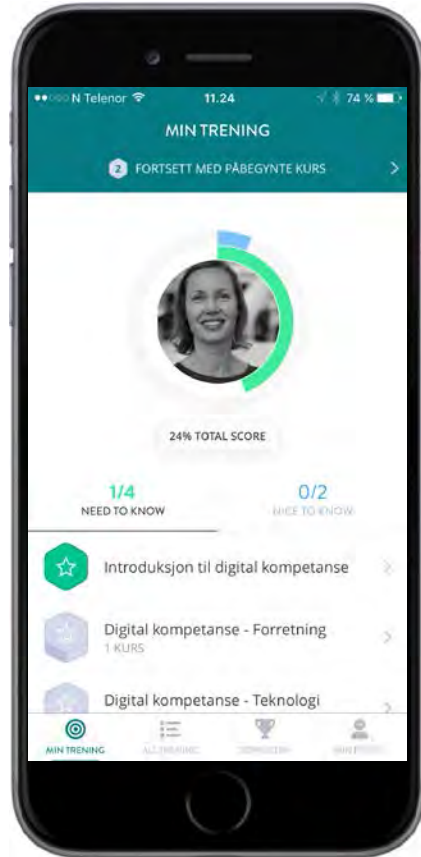 N Telenor 11.24 74 %
MIN TRENING
2 FORTSETT MED PÅBEGYNTE KURS
24% TOTAL SCORE
1/4 0/2
NEED TO KNOW NICE TO KNOW
Introduksjon til digital kompetanse
Digital kompetanse - Forretning
1 KURS
Digital kompetanse - Teknologi
MIN TRENING ALL TRENING